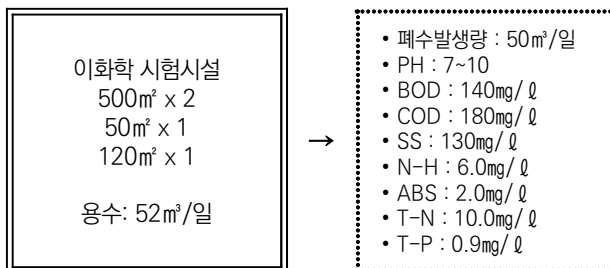 이화학 시험시설
500㎡ x 2
50㎡ x 1
120㎡ x 1
용수: 52㎥/일
→
• 폐수발생량 : 50㎥/일
• PH : 7~10
• BOD : 140㎎/ℓ
• COD : 180㎎/ℓ
• SS : 130㎎/ℓ
• N-H : 6.0㎎/ℓ
• ABS : 2.0㎎/ℓ
• T-N : 10.0㎎/ℓ
• T-P : 0.9㎎/ℓ